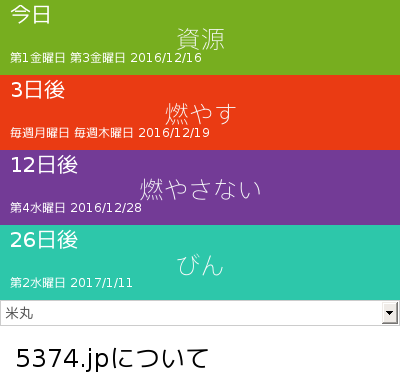 今日
資源
第1金曜日 第3金曜日 2016/12/16
3日後
燃やす
毎週月曜日 毎週木曜日 2016/12/19
12日後
燃やさない
第4水曜日 2016/12/28
26日後
びん
第2水曜日 2017/1/11
米丸
5374.jpについて